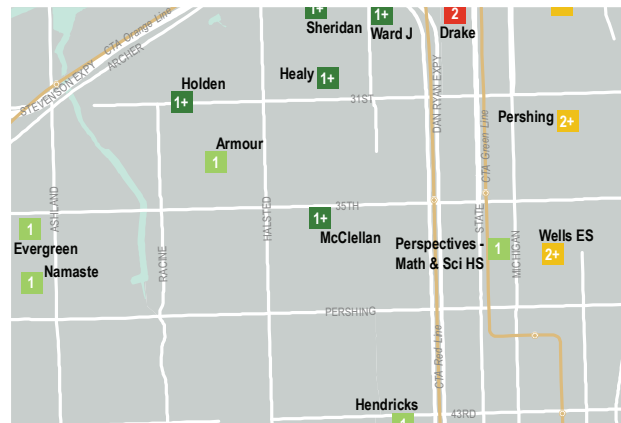 1+
Sheridan
1+
Ward J
2
Drake
CTA Orange Line
STEVENSON EXPY
ARCHER
Healy 1+
Holden
1+
31ST
DAN RYAN EXPY
CTA Green Line
Pershing 2+
Armour
1
ASHLAND
RACINE
HALSTED
35TH
1+
McClellan
STATE
MICHIGAN
1
Evergreen
Perspectives -
Math & Sci HS
1
Wells ES
2+
1
Namaste
PERSHING
CTA Red Line
Hendricks
1
43RD